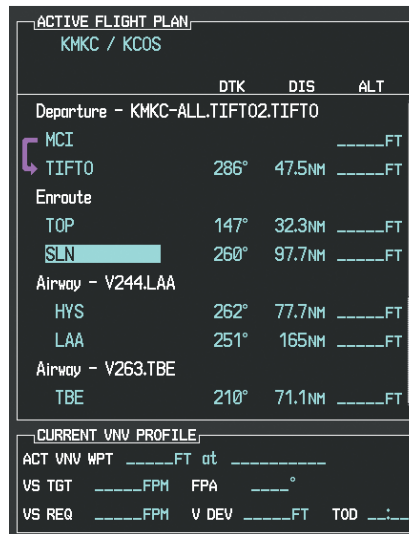 ACTIVE FLIGHT PLAN
KMKC / KCOS
DTK DIS ALT
Departure - KMKC-ALL.TIFTO2.TIFTO
MCI _____FT
TIFTO 286° 47.5NM _____FT
Enroute
TOP 147° 32.3NM _____FT
SLN 260° 97.7NM _____FT
Airway - V244.LAA
HYS 262° 77.7NM _____FT
LAA 251° 165NM _____FT
Airway - V263.TBE
TBE 210° 71.1NM _____FT
CURRENT VNV PROFILE
ACT VNV WPT _____FT at __________
VS TGT _____FPM FPA ____°
VS REQ _____FPM V DEV _____FT TOD __:__